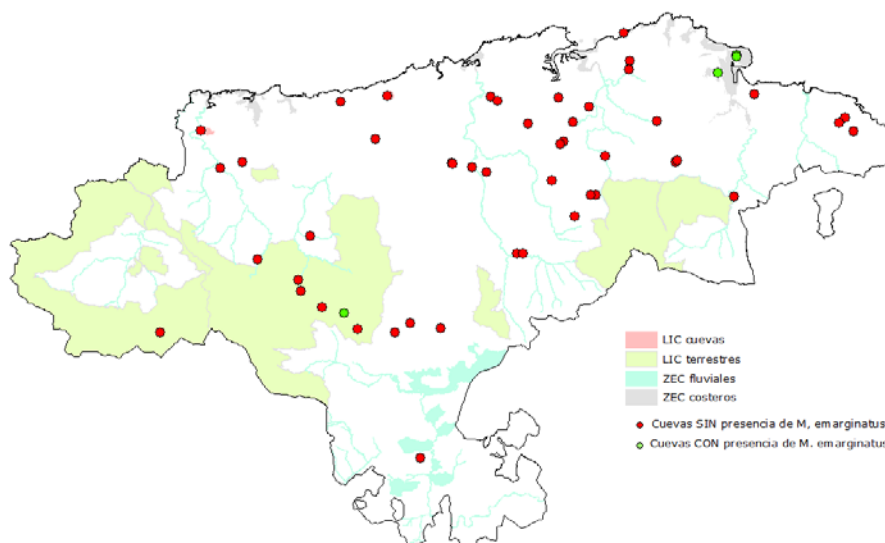 LIC cuevas
LIC terrestres
ZEC fluviales
ZEC costeros
Cuevas SIN presencia de M, emarginatus
Cuevas CON presencia de M. emarginatus